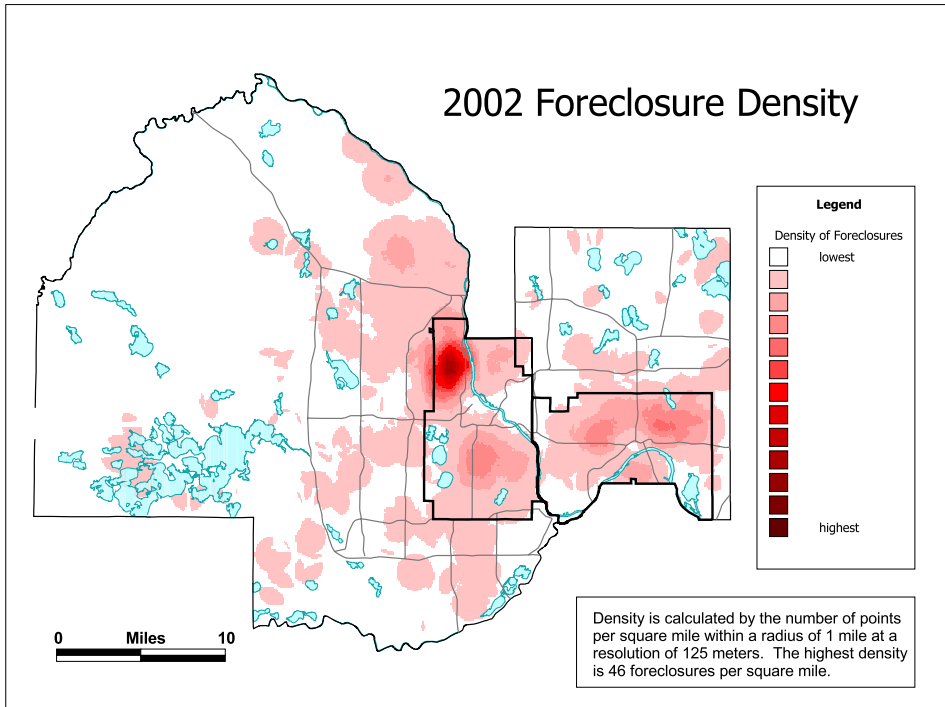 2002 Foreclosure Density
Legend
Density of Foreclosures
lowest
highest
0 Miles 10
Density is calculated by the number of points
per square mile within a radius of 1 mile at a
resolution of 125 meters. The highest density
is 46 foreclosures per square mile.